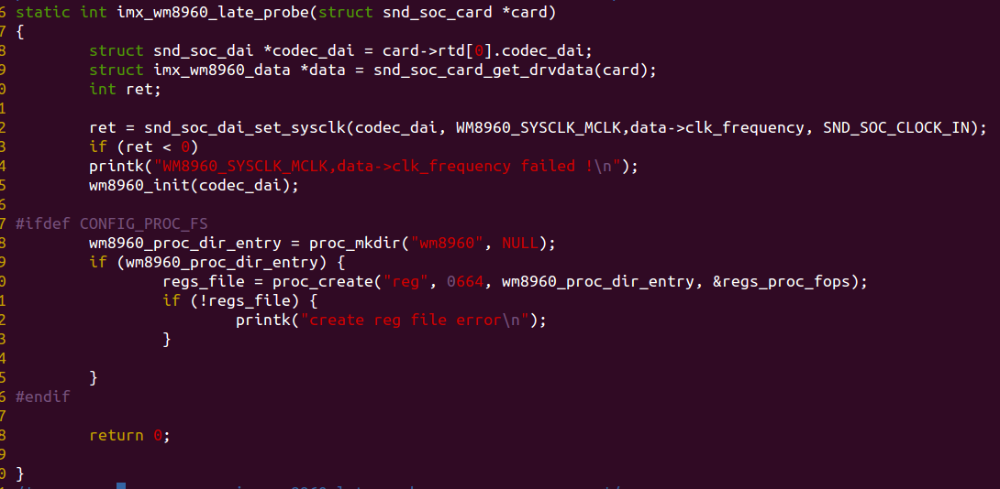 6 static int imx_wm8960_late_probe(struct snd_soc_card *card)
7 {
8         struct snd_soc_dai *codec_dai = card->rtd[0].codec_dai;
9         struct imx_wm8960_data *data = snd_soc_card_get_drvdata(card);
0         int ret;
1
2         ret = snd_soc_dai_set_sysclk(codec_dai, WM8960_SYSCLK_MCLK,data->clk_frequency, SND_SOC_CLOCK_IN);
3         if (ret < 0)
4         printk("WM8960_SYSCLK_MCLK,data->clk_frequency failed !\n");
5         wm8960_init(codec_dai);
6
7 #ifdef CONFIG_PROC_FS
8         wm8960_proc_dir_entry = proc_mkdir("wm8960", NULL);
9         if (wm8960_proc_dir_entry) {
0                 regs_file = proc_create("reg", 0664, wm8960_proc_dir_entry, &regs_proc_fops);
1                 if (!regs_file) {
2                         printk("create reg file error\n");
3                 }
4
5         }
6 #endif
7
8         return 0;
9
0 }